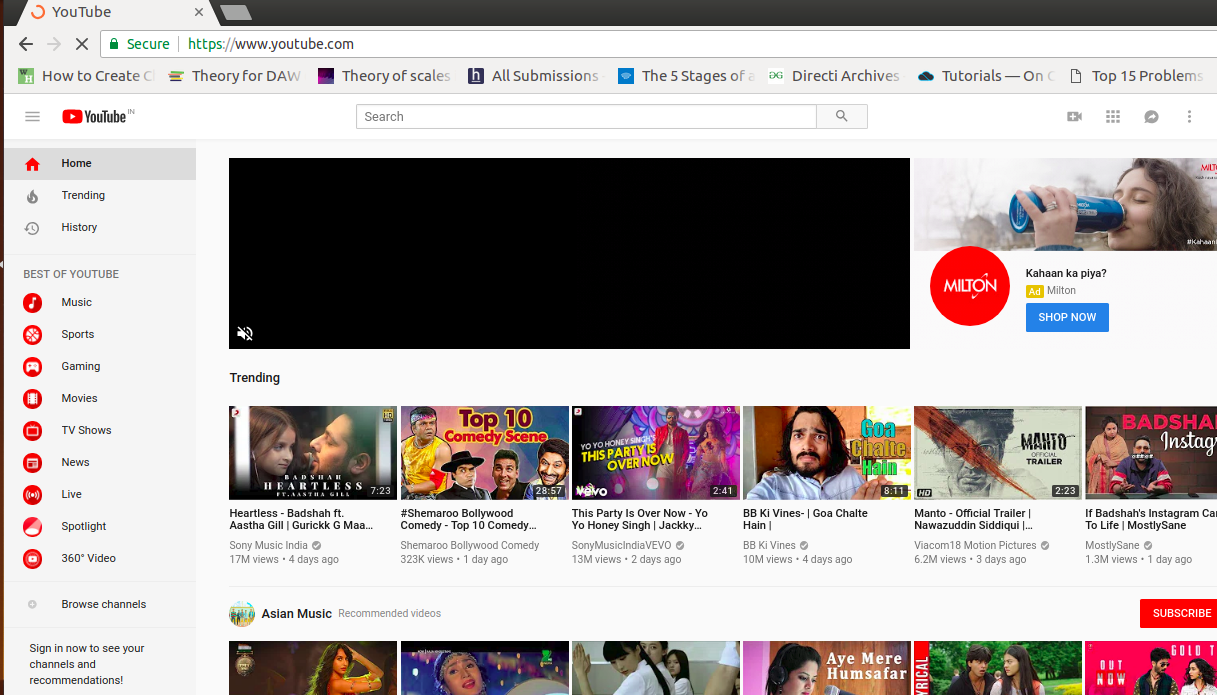 YouTube
Secure https://www.youtube.com
How to Create C
Theory for DAW
Theory of scales
All Submissions
The 5 Stages of a
Directi Archives
Tutorials — On C
Top 15 Problems
YouTube IN
Search
Home
Trending
History
BEST OF YOUTUBE
Music
Sports
Gaming
Movies
TV Shows
News
Live
Spotlight
360° Video
Browse channels
Sign in now to see your
channels and
recommendations!
MILTON
Kahaan ka piya?
Ad Milton
SHOP NOW
Trending
BADSHAH
HEARTLESS
FT. AASTHA GILL
7:23
Heartless - Badshah ft.
Aastha Gill | Gurickk G Maa...
Sony Music India
17M views • 4 days ago
Top 10
Comedy Scene
28:57
#Shemaroo Bollywood
Comedy - Top 10 Comedy...
Shemaroo Bollywood Comedy
323K views • 1 day ago
YO YO HONEY SINGH'S
THIS PARTY IS
OVER NOW
vevo
2:41
This Party Is Over Now - Yo
Yo Honey Singh | Jackky...
SonyMusicIndiaVEVO
13M views • 2 days ago
Goa
Chalte
Hain
8:11
BB Ki Vines- | Goa Chalte
Hain |
BB Ki Vines
10M views • 4 days ago
MANTO
OFFICIAL
TRAILER
HD
2:23
Manto - Official Trailer |
Nawazuddin Siddiqui |...
Viacom18 Motion Pictures
6.2M views • 3 days ago
BADSHAH
Instag
If Badshah's Instagram Ca
To Life | MostlySane
MostlySane
1.3M views • 1 day ago
Asian Music Recommended videos
SUBSCRIBE
Aye Mere
Humsafar
YRICAL
GOLD T
OUT
NOW